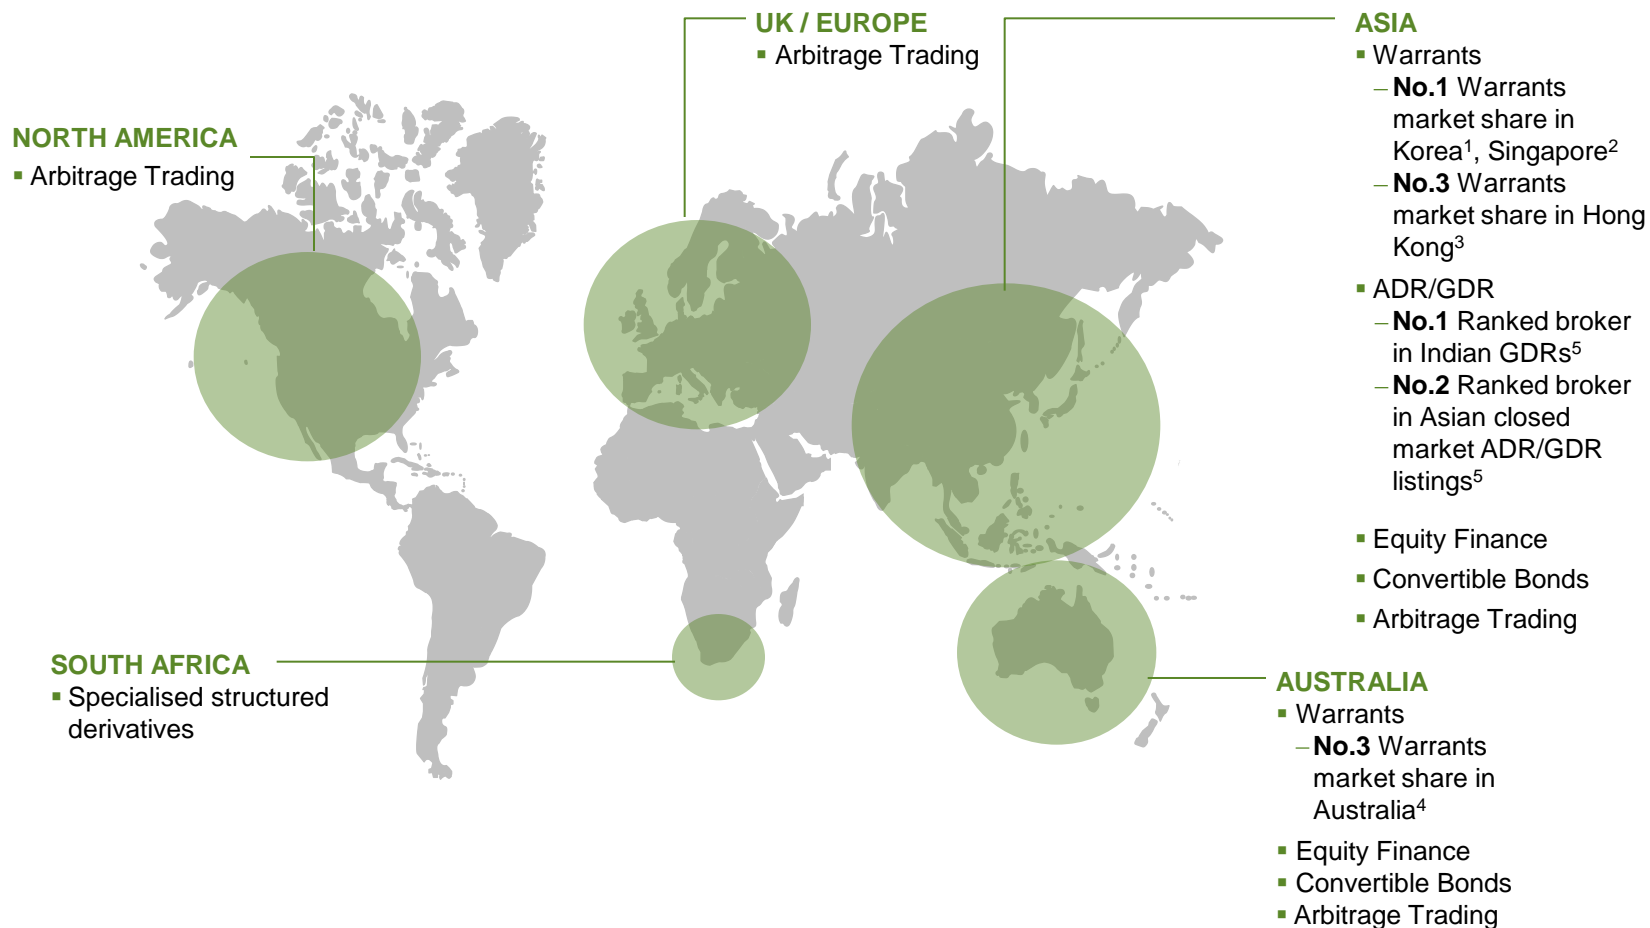 UK / EUROPE
▪ Arbitrage Trading
NORTH AMERICA
▪ Arbitrage Trading
ASIA
▪ Warrants
– No.1 Warrants
market share in
Korea¹, Singapore²
– No.3 Warrants
market share in Hong
Kong³
▪ ADR/GDR
– No.1 Ranked broker
in Indian GDRs⁵
– No.2 Ranked broker
in Asian closed
market ADR/GDR
listings⁵
▪ Equity Finance
▪ Convertible Bonds
▪ Arbitrage Trading
SOUTH AFRICA
▪ Specialised structured
derivatives
AUSTRALIA
▪ Warrants
– No.3 Warrants
market share in
Australia⁴
▪ Equity Finance
▪ Convertible Bonds
▪ Arbitrage Trading